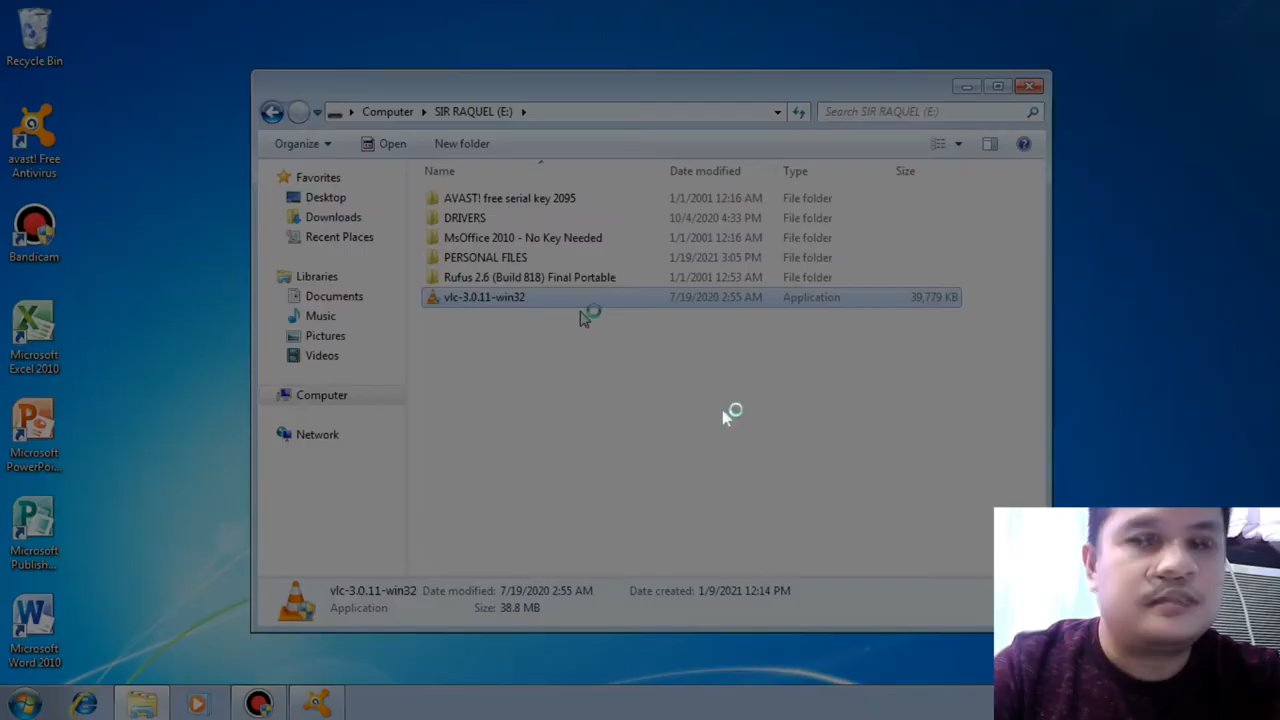 Recycle Bin
avast! Free
Antivirus
Bandicam
Microsoft
Excel 2010
Microsoft
PowerPoi...
Microsoft
Publish...
Microsoft
Word 2010
Computer
SIR RAQUEL (E:)
Search SIR RAQUEL (E:)
Organize
Open
New folder
Favorites
Desktop
Downloads
Recent Places
Libraries
Documents
Music
Pictures
Videos
Computer
Network
Name Date modified Type Size
AVAST! free serial key 2095 1/1/2001 12:16 AM File folder
DRIVERS 10/4/2020 4:33 PM File folder
MsOffice 2010 - No Key Needed 1/1/2001 12:16 AM File folder
PERSONAL FILES 1/19/2021 3:05 PM File folder
Rufus 2.6 (Build 818) Final Portable 1/1/2001 12:53 AM File folder
vlc-3.0.11-win32 7/19/2020 2:55 AM Application 39,779 KB
vlc-3.0.11-win32 Date modified: 7/19/2020 2:55 AM Date created: 1/9/2021 12:14 PM
Application Size: 38.8 MB